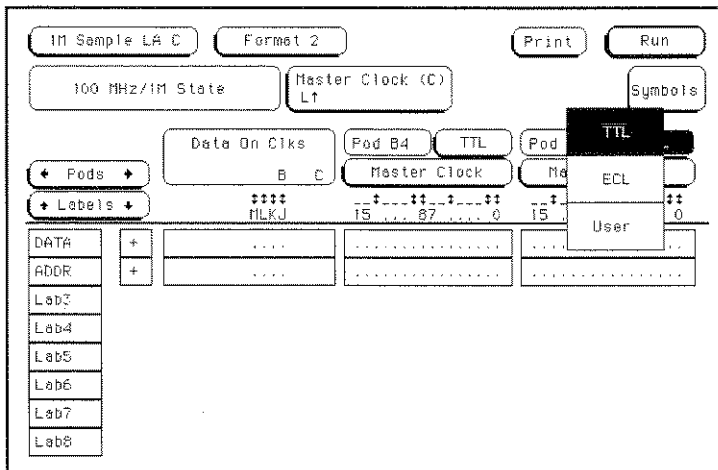 1M Sample LA C Format 2 Print Run
100 MHz/1M State Master Clock (C) Symbols
L↑
Data On Clks Pod B4 TTL Pod TTL
← Pods → B C Master Clock Ma ECL
↑ Labels ↓ MLKJ 15 ... 87 .... 0 15 . User 0
DATA +
ADDR +
Lab3
Lab4
Lab5
Lab6
Lab7
Lab8